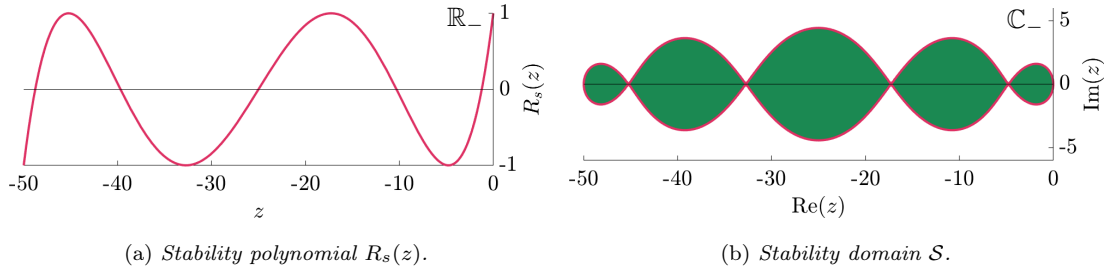 ℝ₋
1
0
-1
R_s(z)
-50 -40 -30 -20 -10 0
z
(a) Stability polynomial R_s(z).
ℂ₋
5
0
-5
Im(z)
-50 -40 -30 -20 -10 0
Re(z)
(b) Stability domain 𝒮.